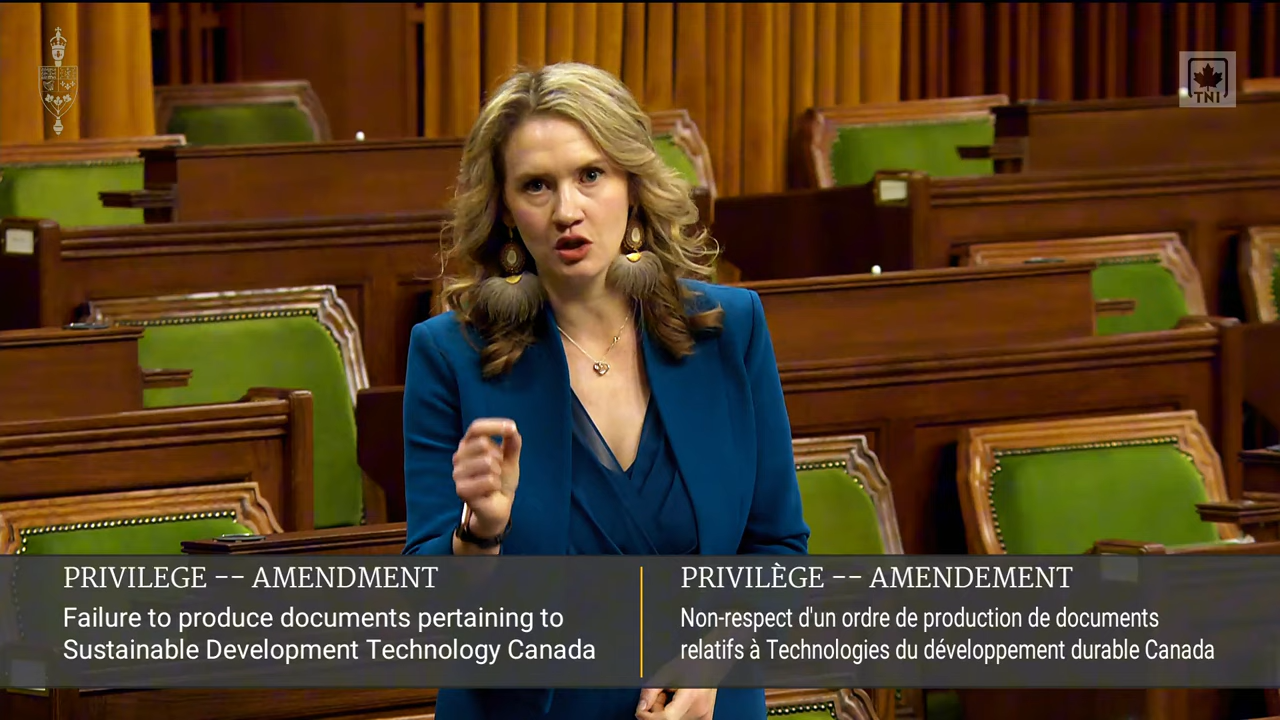 TNI
PRIVILEGE -- AMENDMENT
Failure to produce documents pertaining to
Sustainable Development Technology Canada
PRIVILÈGE -- AMENDEMENT
Non-respect d'un ordre de production de documents
relatifs à Technologies du développement durable Canada